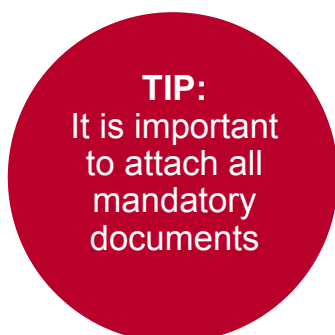 TIP:
It is important
to attach all
mandatory
documents